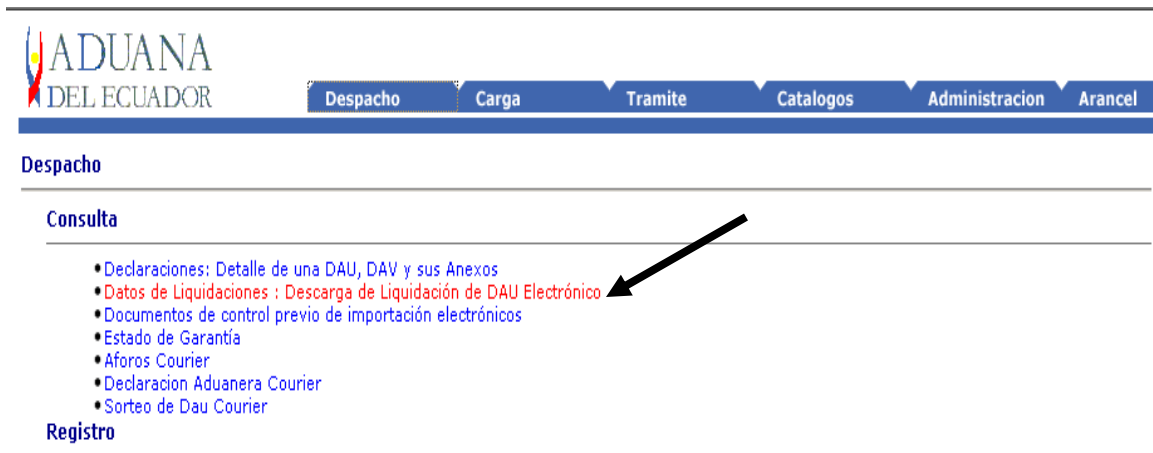 ADUANA
DEL ECUADOR
Despacho Carga Tramite Catalogos Administracion Arancel
Despacho
Consulta
•Declaraciones: Detalle de una DAU, DAV y sus Anexos
•Datos de Liquidaciones : Descarga de Liquidación de DAU Electrónico
•Documentos de control previo de importación electrónicos
•Estado de Garantía
•Aforos Courier
•Declaracion Aduanera Courier
•Sorteo de Dau Courier
Registro